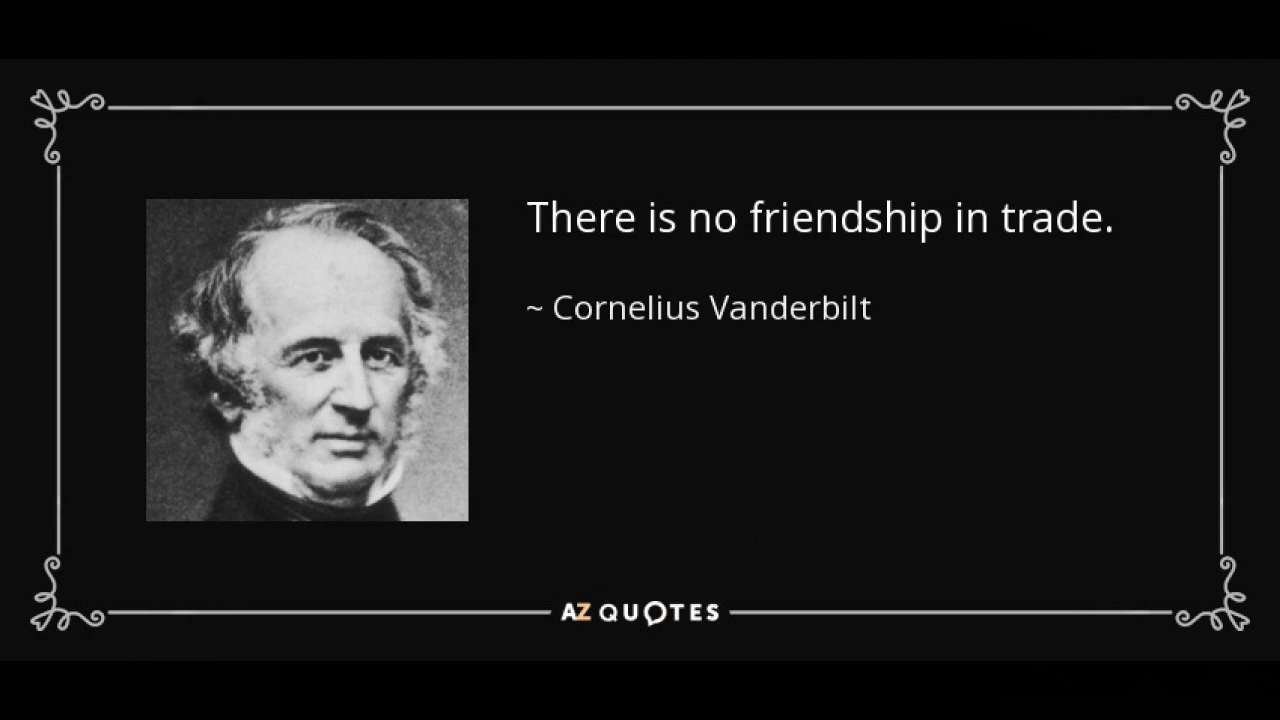 There is no friendship in trade.
~ Cornelius Vanderbilt
AZ QUOTES